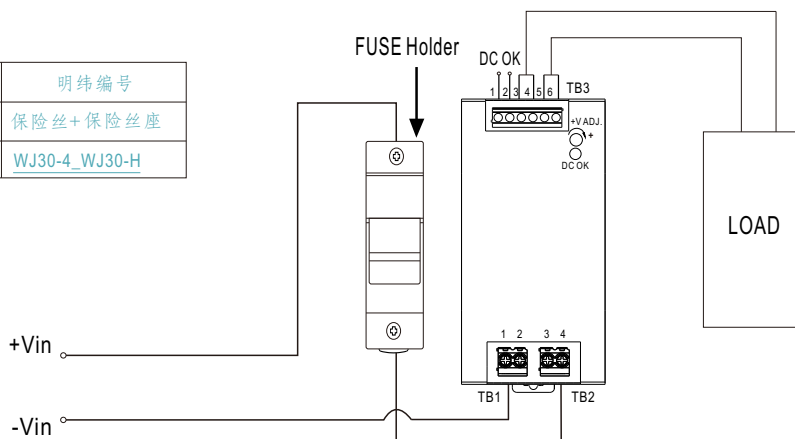 明纬编号
保险丝+保险丝座
WJ30-4_WJ30-H
FUSE Holder
DC OK
1 2 3 4 5 6 TB3
+V ADJ.
+
DC OK
LOAD
1 2 3 4
TB1 TB2
+Vin
-Vin